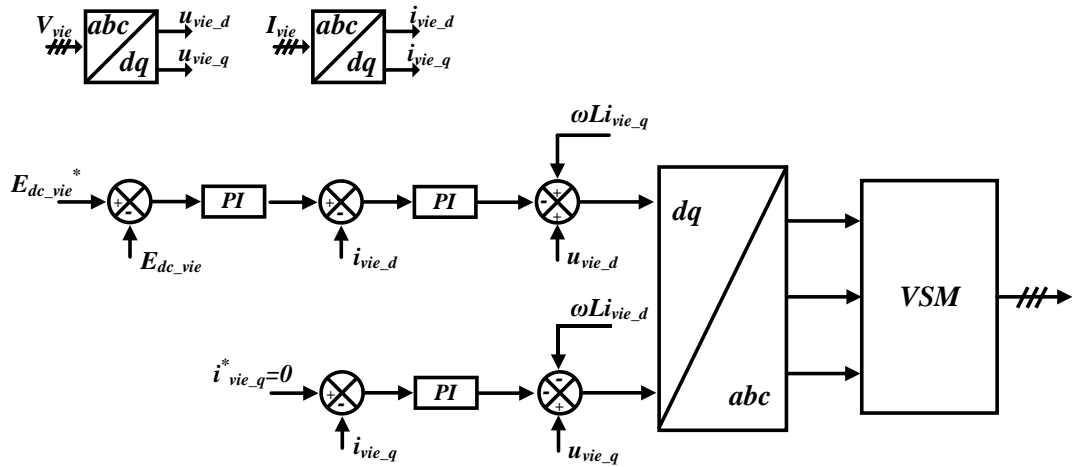 V_vie abc dq u_vie_d u_vie_q
I_vie abc dq i_vie_d i_vie_q
ωLi_vie_q
E_dc_vie* + - PI + - PI - + + dq
E_dc_vie
i_vie_d
u_vie_d
VSM
ωLi_vie_d
i*_vie_q=0 + - PI - - + abc
i_vie_q
u_vie_q